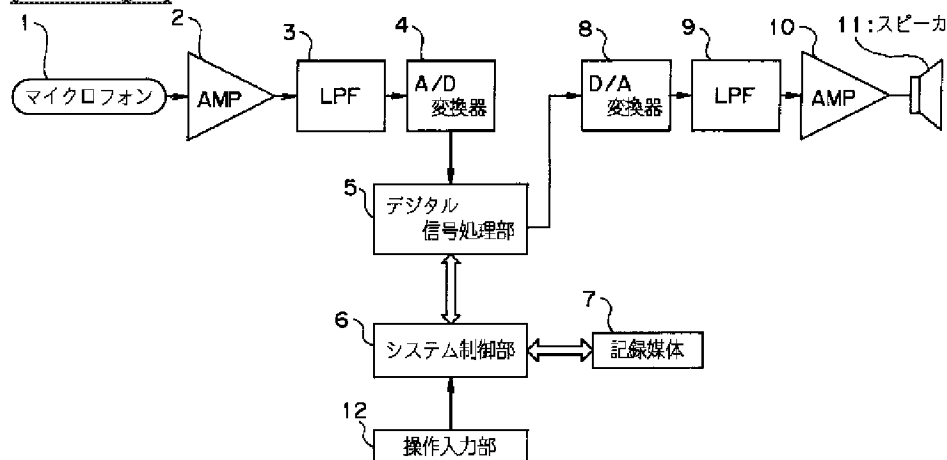 1
マイクロフォン
2
AMP
3
LPF
4
A/D
変換器
8
D/A
変換器
9
LPF
10
AMP
11:スピーカ
5
デジタル
信号処理部
6
システム制御部
7
記録媒体
12
操作入力部